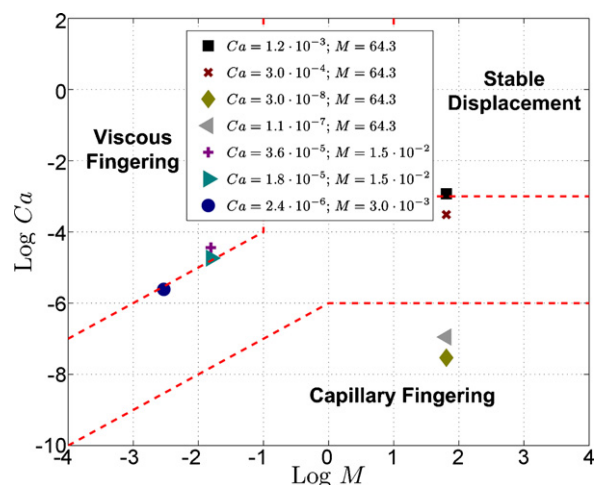 Log Ca
2
0
-2
-4
-6
-8
-10
Ca = 1.2 · 10⁻³; M = 64.3
Ca = 3.0 · 10⁻⁴; M = 64.3
Ca = 3.0 · 10⁻⁸; M = 64.3
Ca = 1.1 · 10⁻⁷; M = 64.3
Ca = 3.6 · 10⁻⁵; M = 1.5 · 10⁻²
Ca = 1.8 · 10⁻⁵; M = 1.5 · 10⁻²
Ca = 2.4 · 10⁻⁶; M = 3.0 · 10⁻³
Stable
Displacement
Viscous
Fingering
Capillary Fingering
-4 -3 -2 -1 0 1 2 3 4
Log M